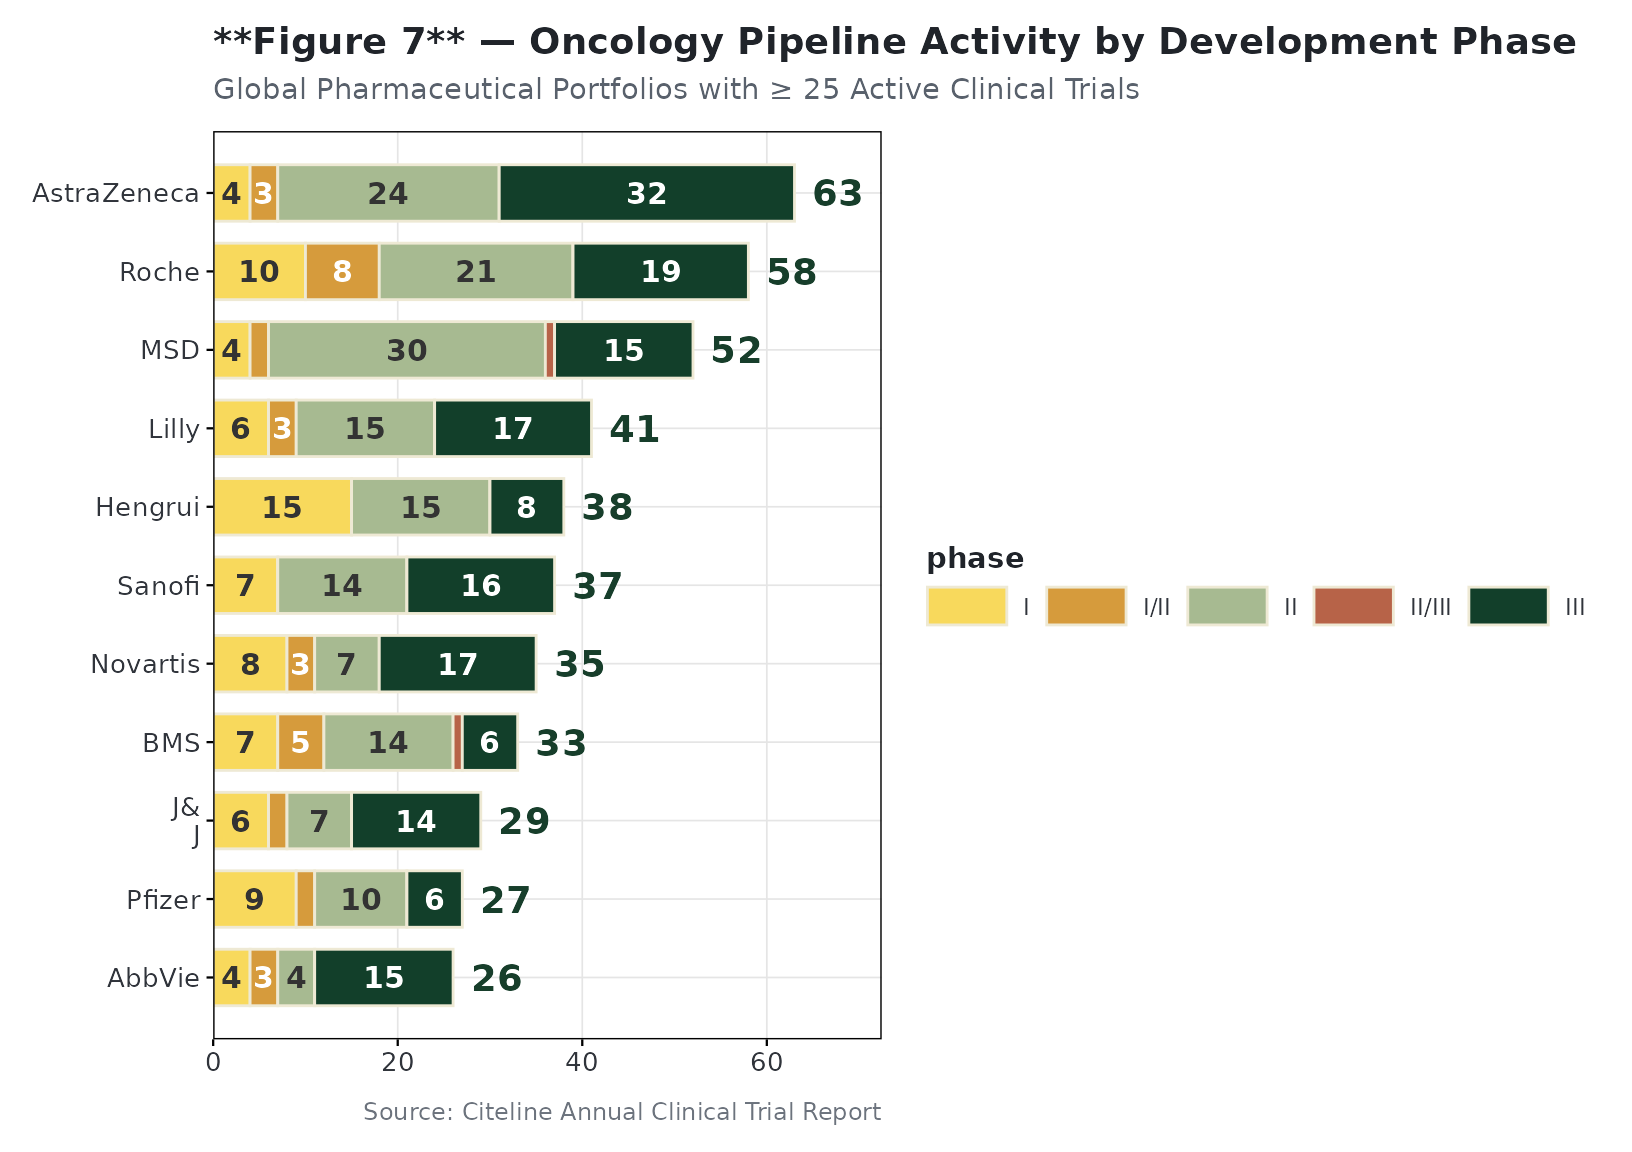 **Figure 7** — Oncology Pipeline Activity by Development Phase
Global Pharmaceutical Portfolios with ≥ 25 Active Clinical Trials
AstraZeneca 4 3 24 32 63
Roche 10 8 21 19 58
MSD 4 30 15 52
Lilly 6 3 15 17 41
Hengrui 15 15 8 38
Sanofi 7 14 16 37
Novartis 8 3 7 17 35
BMS 7 5 14 6 33
J&
J
6 7 14 29
Pfizer 9 10 6 27
AbbVie 4 3 4 15 26
0 20 40 60
phase
I I/II II II/III III
Source: Citeline Annual Clinical Trial Report